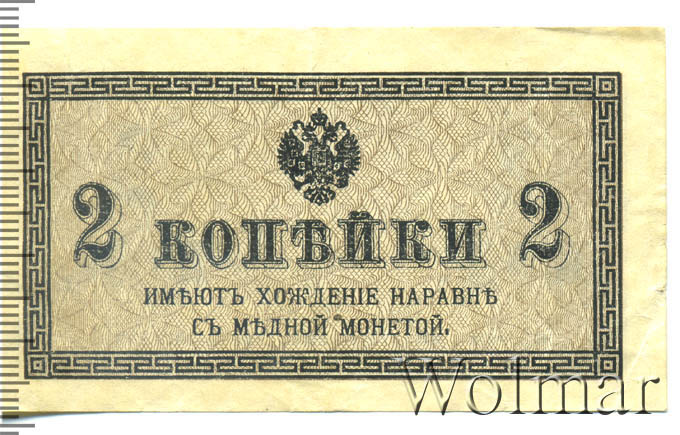 2 КОПѢЙКИ 2
ИМѢЮТЪ ХОЖДЕНІЕ НАРАВНѢ
СЪ МѢДНОЙ МОНЕТОЙ.
Wolmar